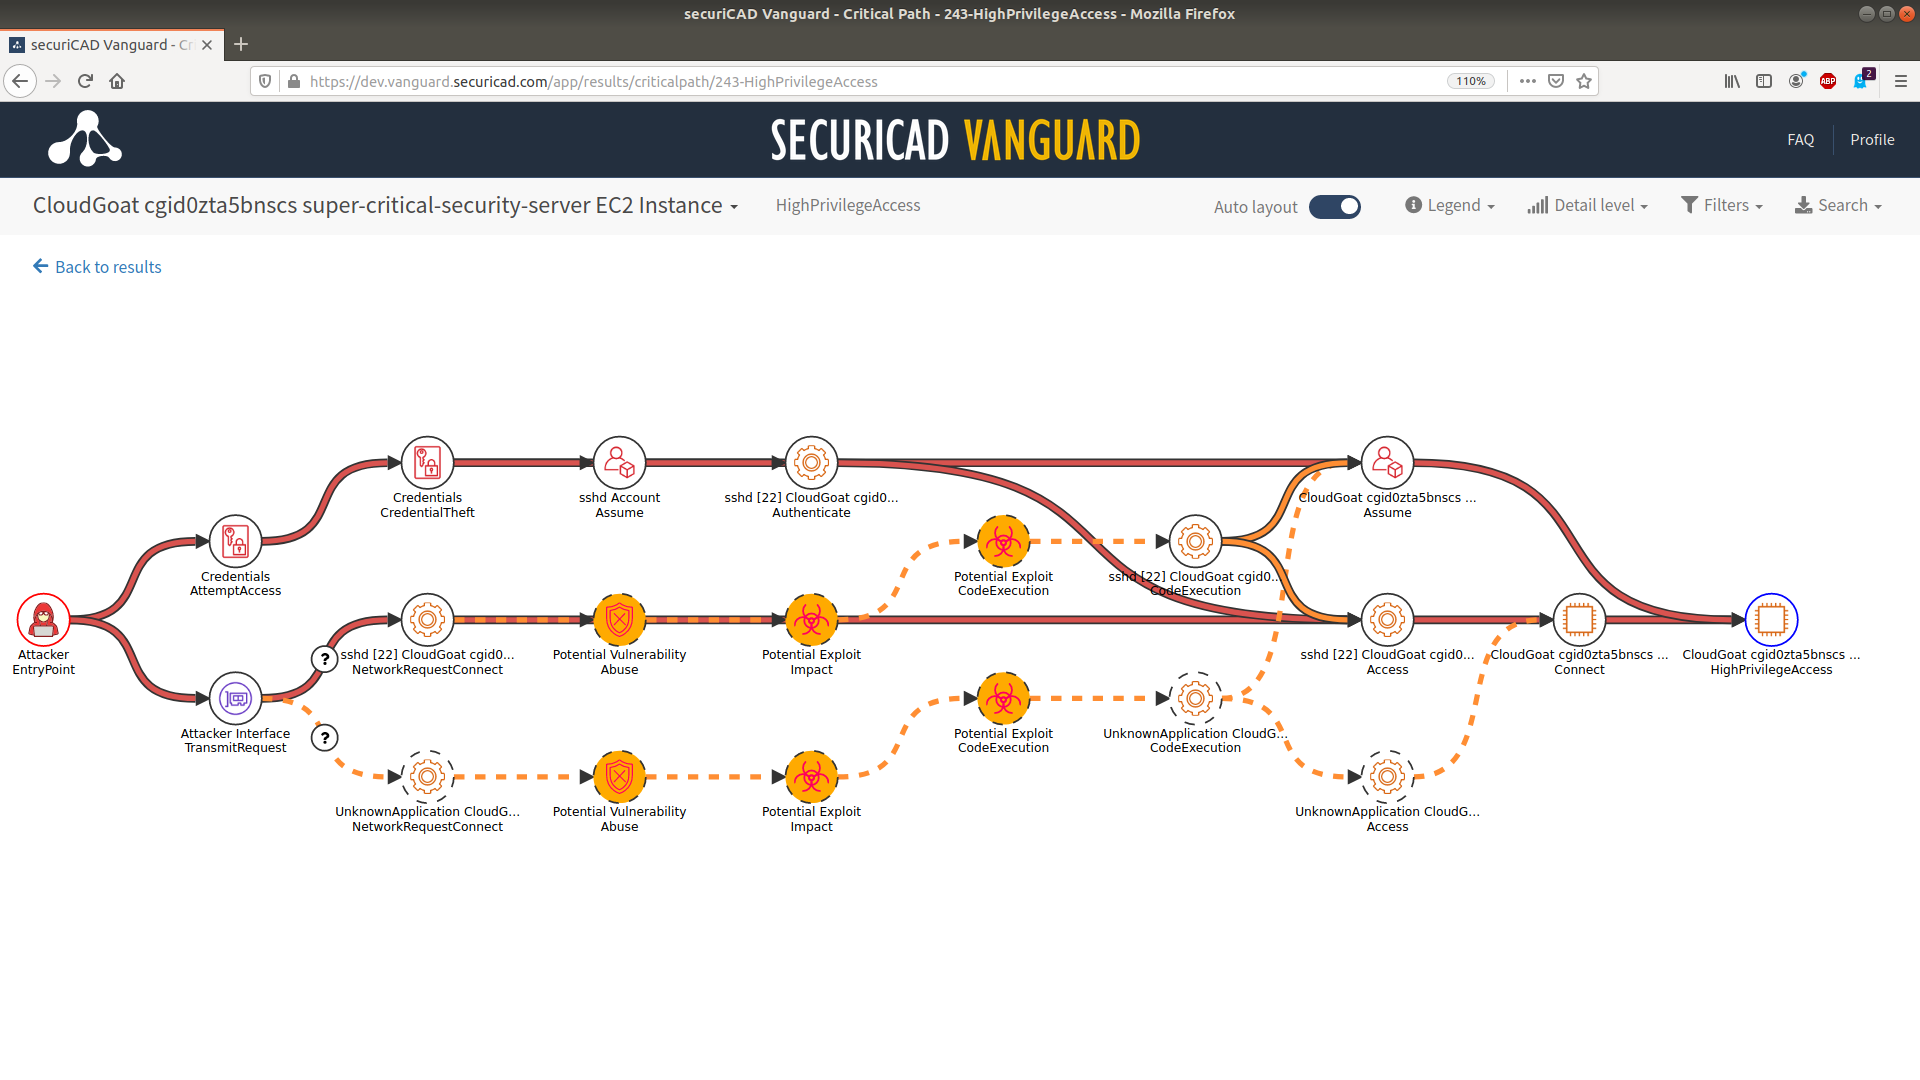 securiCAD Vanguard - Critical Path - 243-HighPrivilegeAccess - Mozilla Firefox
securiCAD Vanguard - Cr
https://dev.vanguard.securicad.com/app/results/criticalpath/243-HighPrivilegeAccess
110%
ABP
2
SECURICAD VANGUARD
FAQ
Profile
CloudGoat cgid0zta5bnscs super-critical-security-server EC2 Instance
HighPrivilegeAccess
Auto layout
Legend
Detail level
Filters
Search
Back to results
Credentials
CredentialTheft
sshd Account
Assume
sshd [22] CloudGoat cgid0...
Authenticate
CloudGoat cgid0zta5bnscs ...
Assume
Credentials
AttemptAccess
Potential Exploit
CodeExecution
sshd [22] CloudGoat cgid0...
CodeExecution
Attacker
EntryPoint
?
sshd [22] CloudGoat cgid0...
NetworkRequestConnect
Potential Vulnerability
Abuse
Potential Exploit
Impact
sshd [22] CloudGoat cgid0...
Access
CloudGoat cgid0zta5bnscs ...
Connect
CloudGoat cgid0zta5bnscs ...
HighPrivilegeAccess
Attacker Interface
TransmitRequest
?
Potential Exploit
CodeExecution
UnknownApplication CloudG...
CodeExecution
UnknownApplication CloudG...
NetworkRequestConnect
Potential Vulnerability
Abuse
Potential Exploit
Impact
UnknownApplication CloudG...
Access